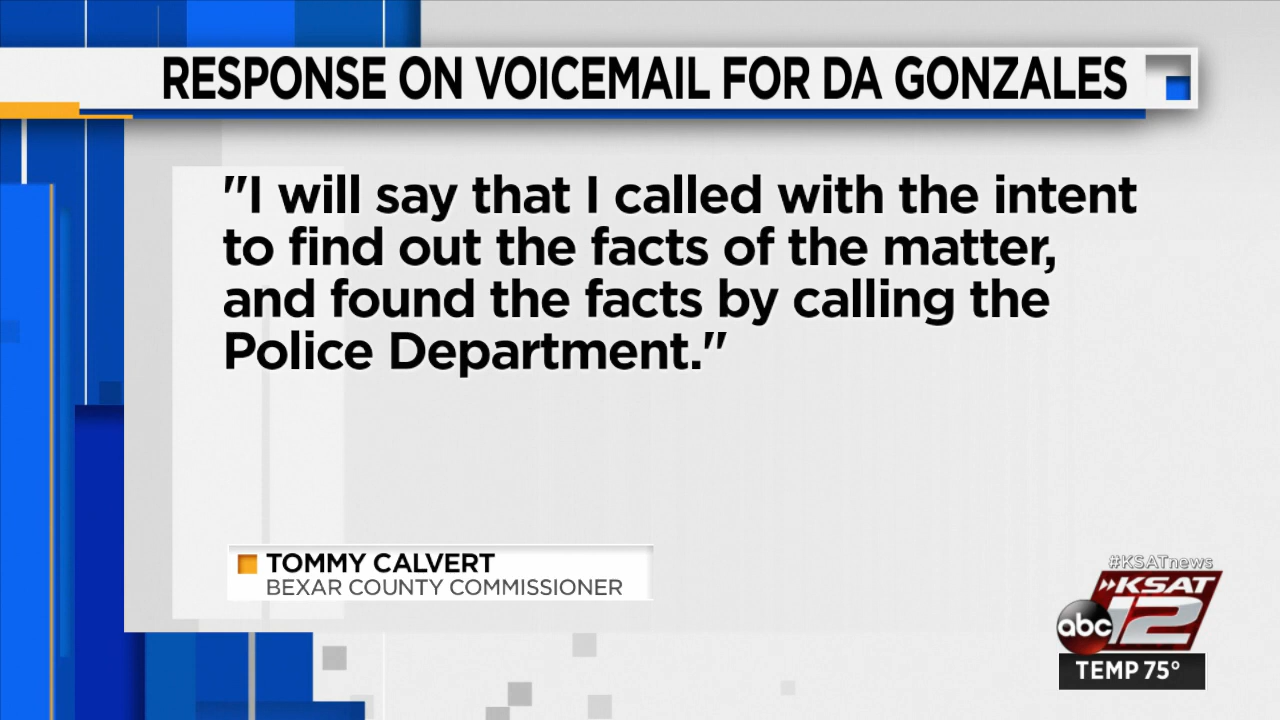 RESPONSE ON VOICEMAIL FOR DA GONZALES
"I will say that I called with the intent
to find out the facts of the matter,
and found the facts by calling the
Police Department."
TOMMY CALVERT
BEXAR COUNTY COMMISSIONER
#KSATnews
KSAT
abc 12
TEMP 75°